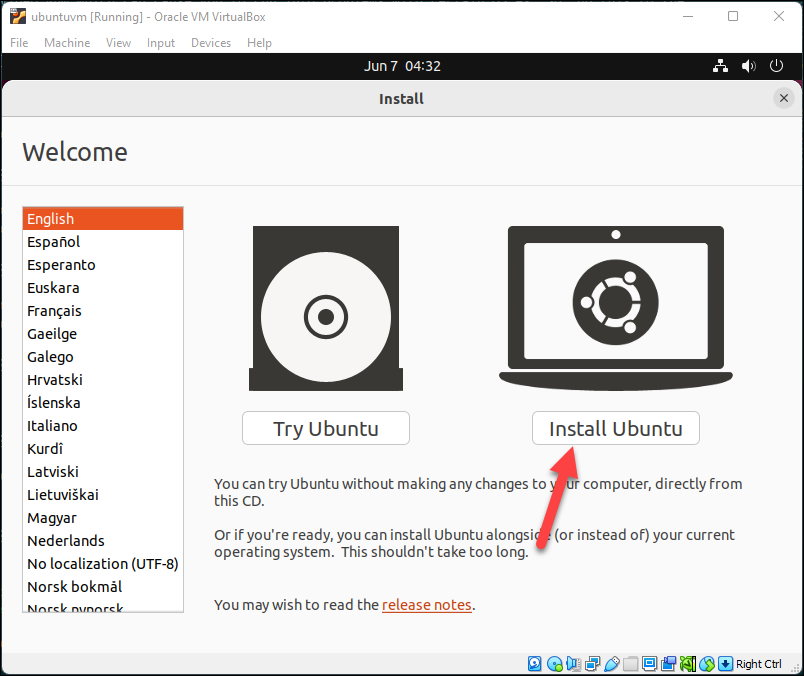 ubuntuvm [Running] - Oracle VM VirtualBox
File Machine View Input Devices Help
Jun 7 04:32
Install
Welcome
English
Español
Esperanto
Euskara
Français
Gaeilge
Galego
Hrvatski
Íslenska
Italiano
Kurdî
Latviski
Lietuviškai
Magyar
Nederlands
No localization (UTF-8)
Norsk bokmål
Norsk nynorsk
Try Ubuntu
Install Ubuntu
You can try Ubuntu without making any changes to your computer, directly from
this CD.
Or if you're ready, you can install Ubuntu alongside (or instead of) your current
operating system. This shouldn't take too long.
You may wish to read the release notes.
Right Ctrl